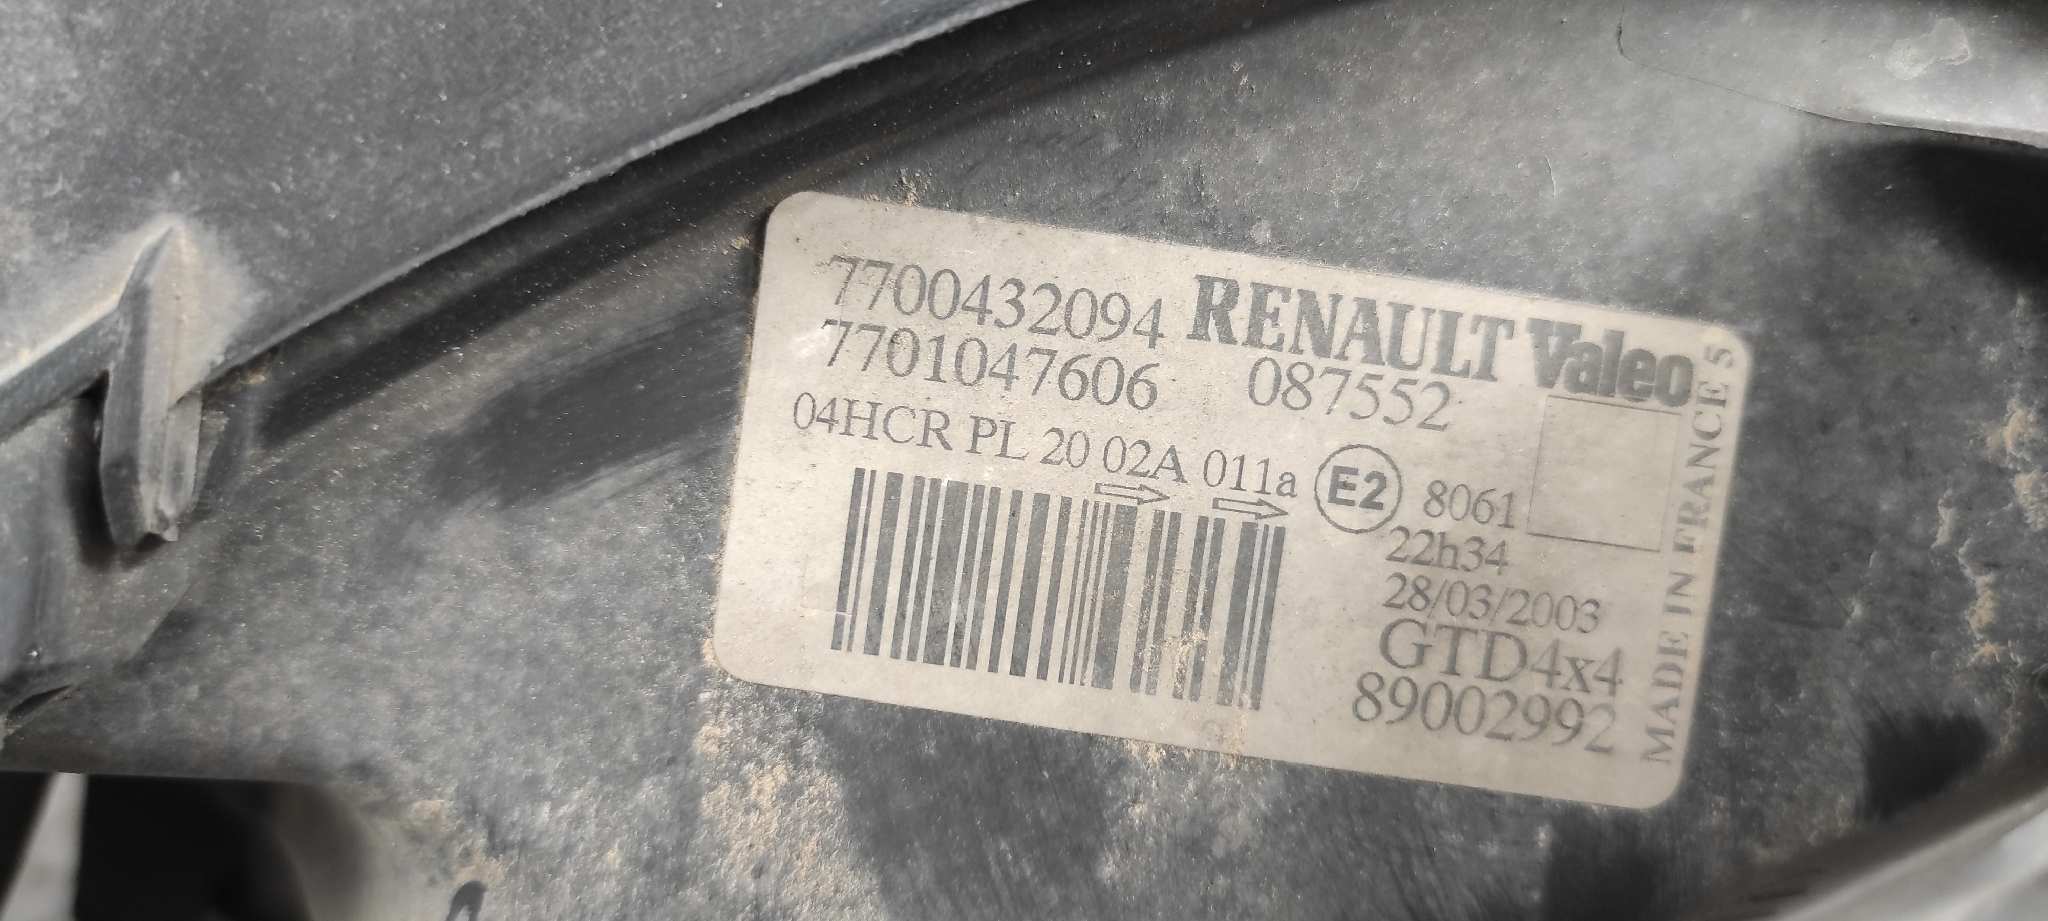 7700432094 RENAULT Valeo
7701047606 087552
04HCR PL 20 02A 011a E2 8061
22h34
28/03/2003
GTD4x4
89002992
MADE IN FRANCE 5